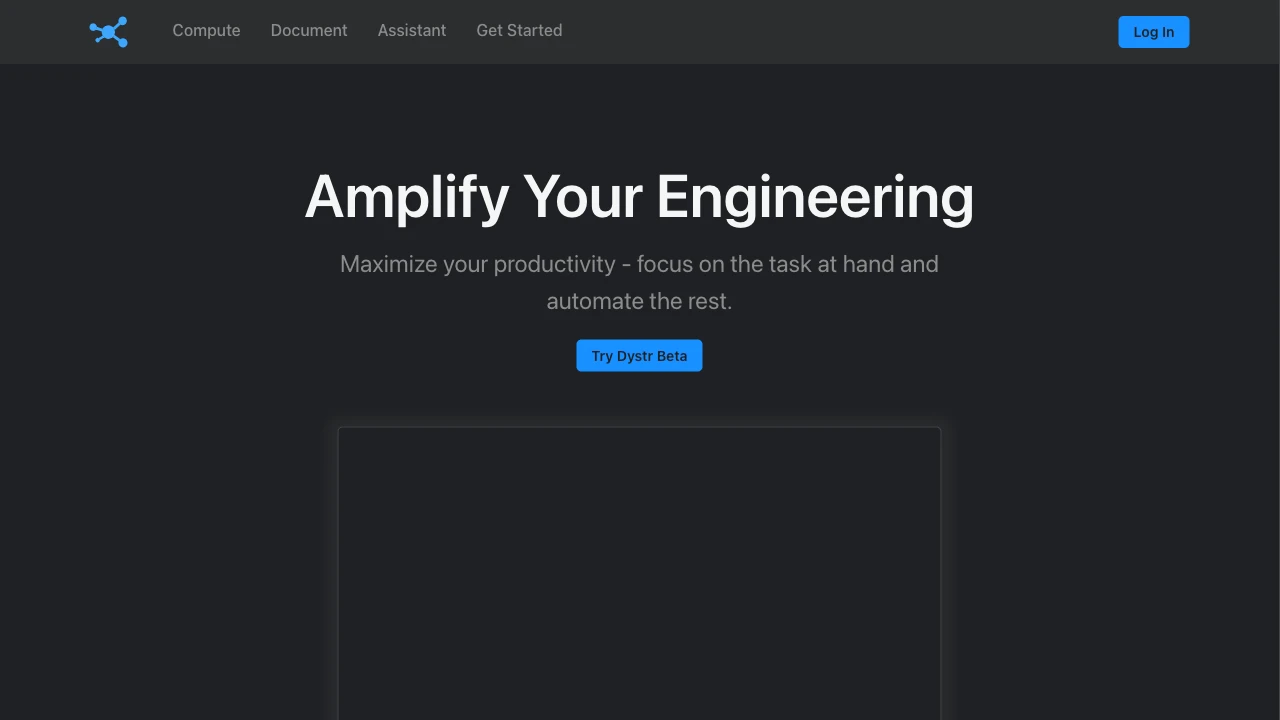 Compute Document Assistant Get Started Log In
Amplify Your Engineering
Maximize your productivity - focus on the task at hand and
automate the rest.
Try Dystr Beta